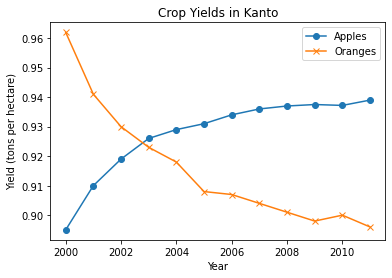 Crop Yields in Kanto
Apples
Oranges
Yield (tons per hectare)
0.96
0.95
0.94
0.93
0.92
0.91
0.90
2000 2002 2004 2006 2008 2010
Year